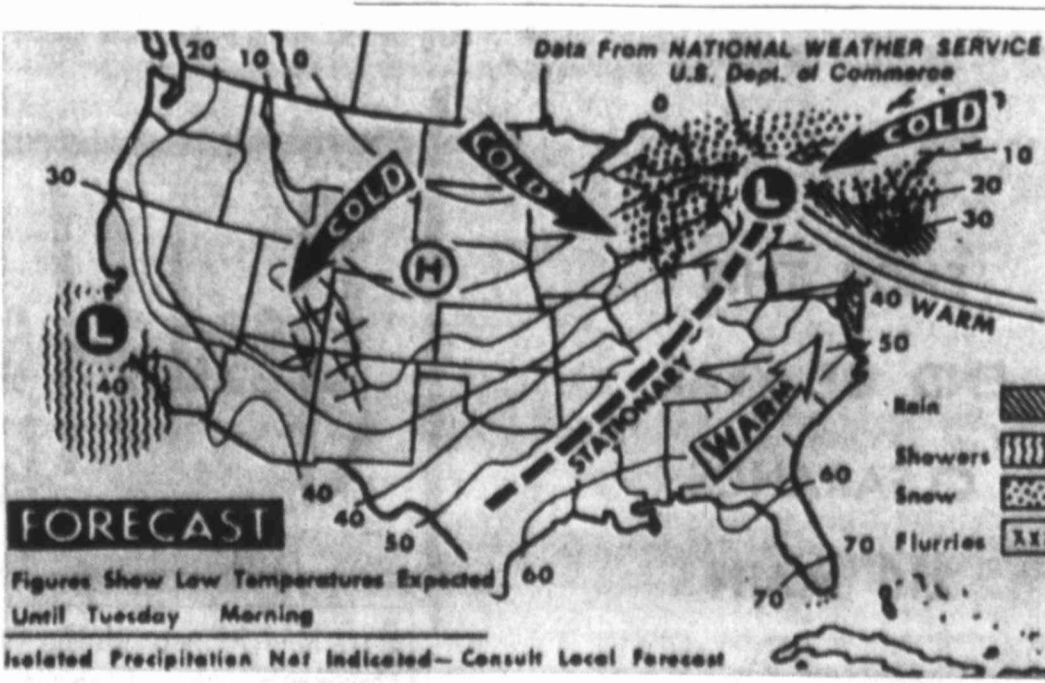 Data From NATIONAL WEATHER SERVICE
U.S. Dept. of Commerce
20
10
0
0
COLD
10
20
30
30
COLD
COLD
L
H
L
40
40
WARM
50
STATIONARY
WARM
Rain
Showers
Snow
Flurries
60
70
70
40
40
50
60
FORECAST
Figures Show Low Temperatures Expected
Until Tuesday Morning
Isolated Precipitation Not Indicated— Consult Local Forecast